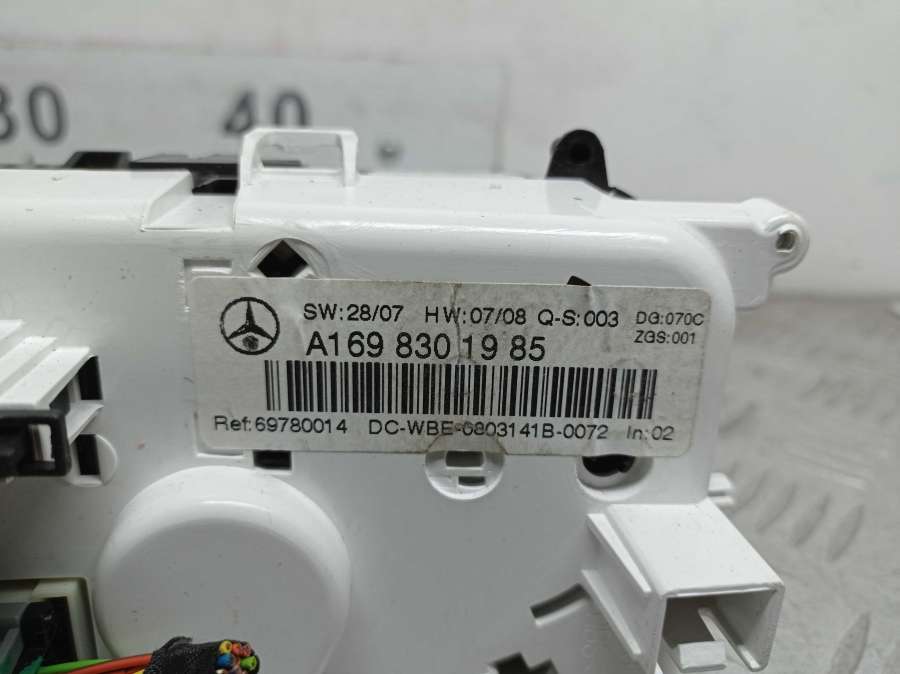 30 40
SW:28/07 HW:07/08 Q-S:003 DG:070C
ZGS:001
A169 830 19 85
Ref:69780014 DC-WBE-0803141B-0072 In:02